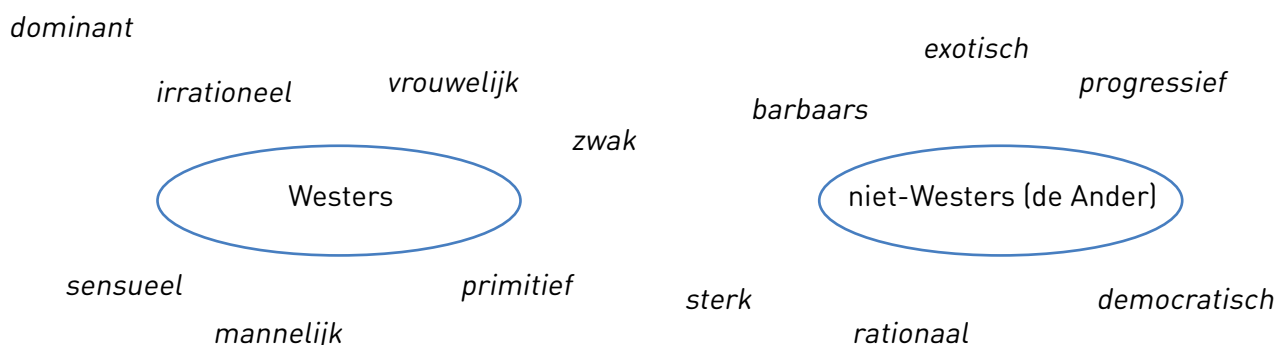 dominant
exotisch
irrationeel
vrouwelijk
progressief
barbaars
zwak
Westers
niet-Westers (de Ander)
sensueel
primitief
sterk
democratisch
mannelijk
rationaal